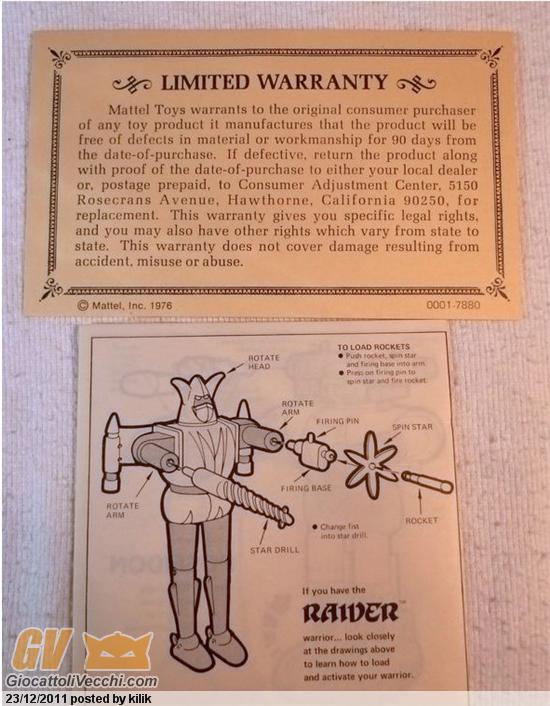 LIMITED WARRANTY
Mattel Toys warrants to the original consumer purchaser
of any toy product it manufactures that the product will be
free of defects in material or workmanship for 90 days from
the date-of-purchase. If defective, return the product along
with proof of the date-of-purchase to either your local dealer
or, postage prepaid, to Consumer Adjustment Center, 5150
Rosecrans Avenue, Hawthorne, California 90250, for
replacement. This warranty gives you specific legal rights,
and you may also have other rights which vary from state to
state. This warranty does not cover damage resulting from
accident, misuse or abuse.
© Mattel, Inc. 1976
0001-7880
TO LOAD ROCKETS
● Push rocket, spin star
and firing base into arm.
● Press on firing pin to
spin star and fire rocket.
ROTATE
HEAD
ROTATE
ARM
FIRING PIN
SPIN STAR
FIRING BASE
ROCKET
ROTATE
ARM
STAR DRILL
● Change fist
into star drill.
If you have the
RAIDER™
warrior... look closely
at the drawings above
to learn how to load
and activate your warrior.
GV
GiocattoliVecchi.com
23/12/2011 posted by kilik